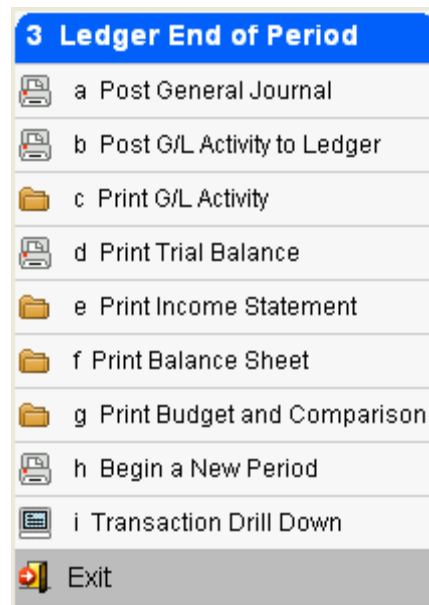 3 Ledger End of Period
a Post General Journal
b Post G/L Activity to Ledger
c Print G/L Activity
d Print Trial Balance
e Print Income Statement
f Print Balance Sheet
g Print Budget and Comparison
h Begin a New Period
i Transaction Drill Down
Exit